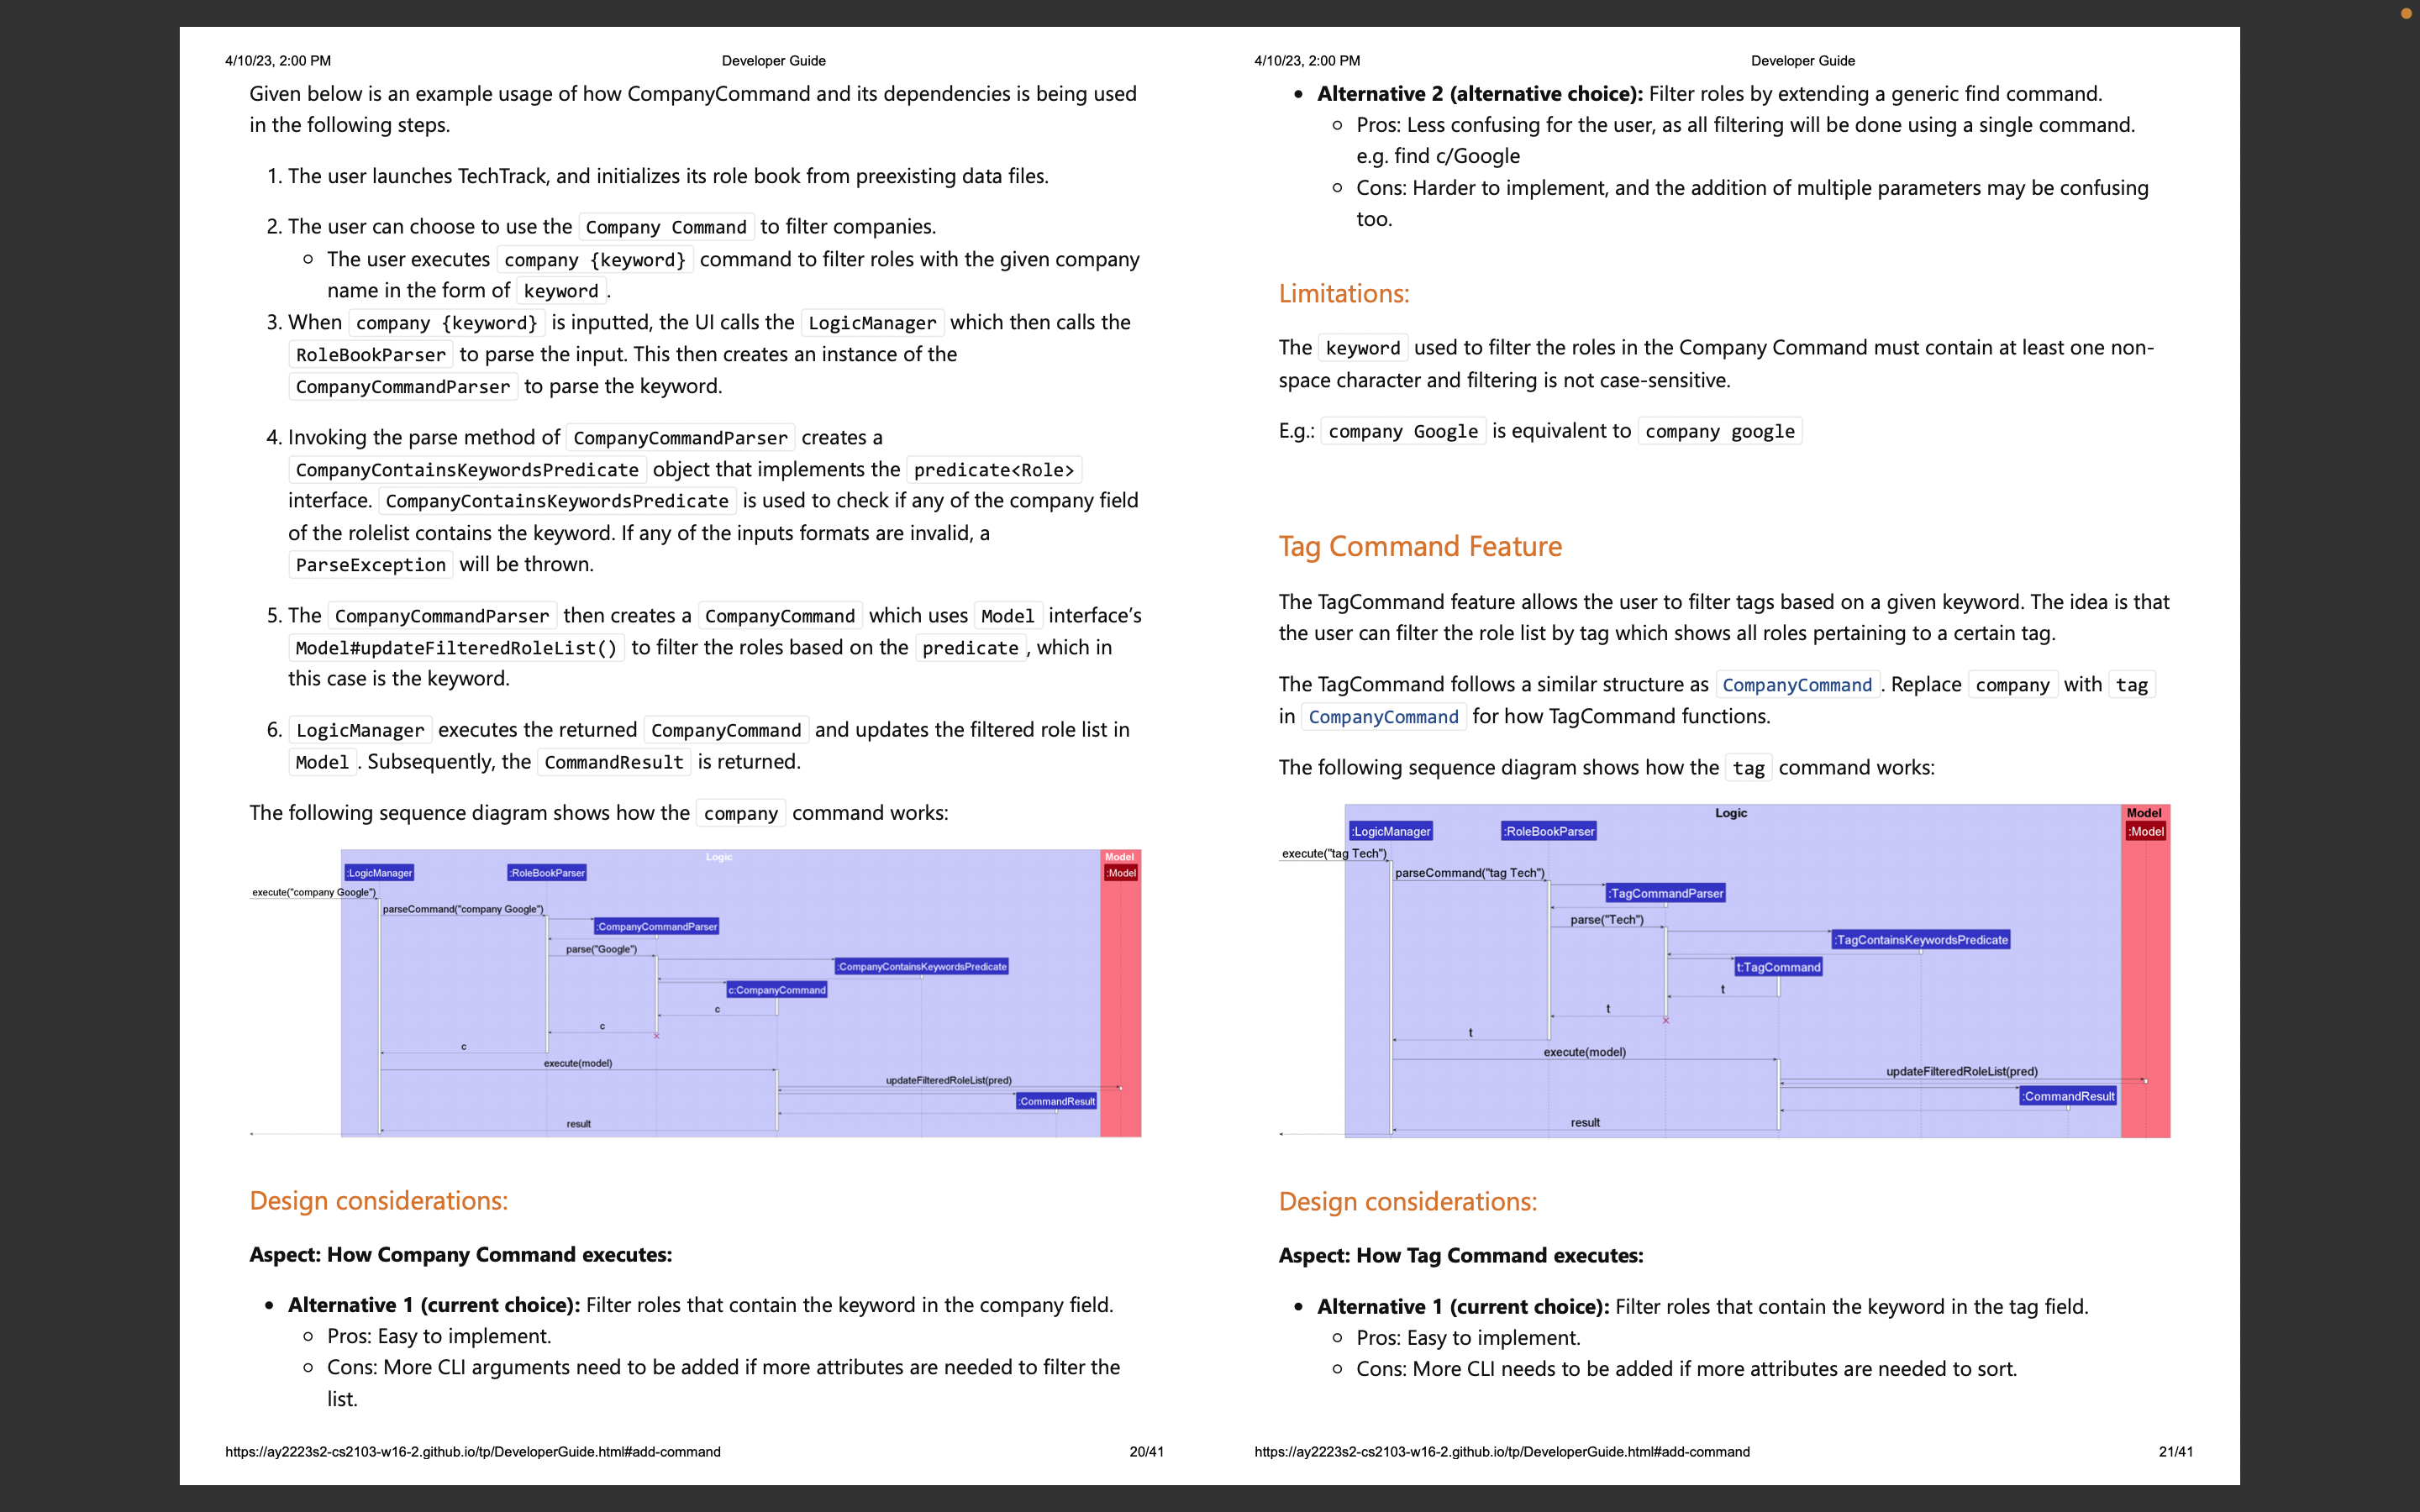 4/10/23, 2:00 PM
Developer Guide
Given below is an example usage of how CompanyCommand and its dependencies is being used
in the following steps.
1. The user launches TechTrack, and initializes its role book from preexisting data files.
2. The user can choose to use the Company Command to filter companies.
○ The user executes company {keyword} command to filter roles with the given company
name in the form of keyword .
3. When company {keyword} is inputted, the UI calls the LogicManager which then calls the
RoleBookParser to parse the input. This then creates an instance of the
CompanyCommandParser to parse the keyword.
4. Invoking the parse method of CompanyCommandParser creates a
CompanyContainsKeywordsPredicate object that implements the predicate<Role>
interface. CompanyContainsKeywordsPredicate is used to check if any of the company field
of the rolelist contains the keyword. If any of the inputs formats are invalid, a
ParseException will be thrown.
5. The CompanyCommandParser then creates a CompanyCommand which uses Model interface’s
Model#updateFilteredRoleList() to filter the roles based on the predicate , which in
this case is the keyword.
6. LogicManager executes the returned CompanyCommand and updates the filtered role list in
Model . Subsequently, the CommandResult is returned.
The following sequence diagram shows how the company command works:
Logic
Model
:LogicManager
:RoleBookParser
:Model
execute("company Google")
parseCommand("company Google")
:CompanyCommandParser
parse("Google")
:CompanyContainsKeywordsPredicate
c:CompanyCommand
c
c
c
execute(model)
updateFilteredRoleList(pred)
:CommandResult
result
Design considerations:
Aspect: How Company Command executes:
• Alternative 1 (current choice): Filter roles that contain the keyword in the company field.
○ Pros: Easy to implement.
○ Cons: More CLI arguments need to be added if more attributes are needed to filter the
list.
https://ay2223s2-cs2103-w16-2.github.io/tp/DeveloperGuide.html#add-command
20/41
4/10/23, 2:00 PM
Developer Guide
• Alternative 2 (alternative choice): Filter roles by extending a generic find command.
○ Pros: Less confusing for the user, as all filtering will be done using a single command.
e.g. find c/Google
○ Cons: Harder to implement, and the addition of multiple parameters may be confusing
too.
Limitations:
The keyword used to filter the roles in the Company Command must contain at least one non-
space character and filtering is not case-sensitive.
E.g.: company Google is equivalent to company google
Tag Command Feature
The TagCommand feature allows the user to filter tags based on a given keyword. The idea is that
the user can filter the role list by tag which shows all roles pertaining to a certain tag.
The TagCommand follows a similar structure as CompanyCommand . Replace company with tag
in CompanyCommand for how TagCommand functions.
The following sequence diagram shows how the tag command works:
Logic
Model
:LogicManager
:RoleBookParser
:Model
execute("tag Tech")
parseCommand("tag Tech")
:TagCommandParser
parse("Tech")
:TagContainsKeywordsPredicate
t:TagCommand
t
t
t
execute(model)
updateFilteredRoleList(pred)
:CommandResult
result
Design considerations:
Aspect: How Tag Command executes:
• Alternative 1 (current choice): Filter roles that contain the keyword in the tag field.
○ Pros: Easy to implement.
○ Cons: More CLI needs to be added if more attributes are needed to sort.
https://ay2223s2-cs2103-w16-2.github.io/tp/DeveloperGuide.html#add-command
21/41